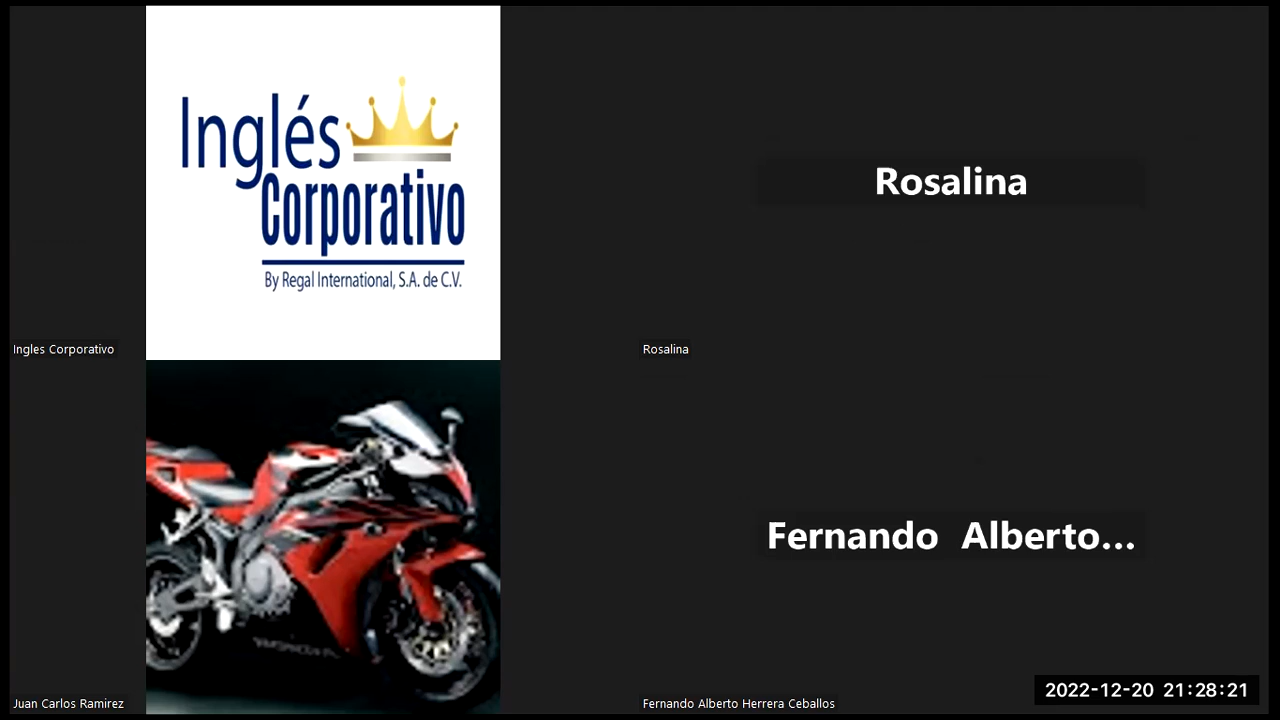 Inglés
Corporativo
By Regal International, S.A. de C.V.
Ingles Corporativo
Rosalina
Rosalina
Juan Carlos Ramirez
Fernando Alberto...
Fernando Alberto Herrera Ceballos
2022-12-20 21:28:21